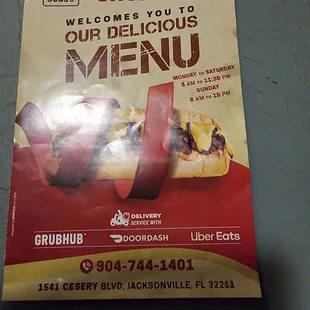 WELCOMES YOU TO
OUR DELICIOUS
MENU
MONDAY TO SATURDAY
8 AM TO 11:30 PM
SUNDAY
8 AM TO 10 PM
DELIVERY
SERVICE WITH
GRUBHUB
DOORDASH
Uber Eats
904-744-1401
1541 CESERY BLVD, JACKSONVILLE, FL 32211